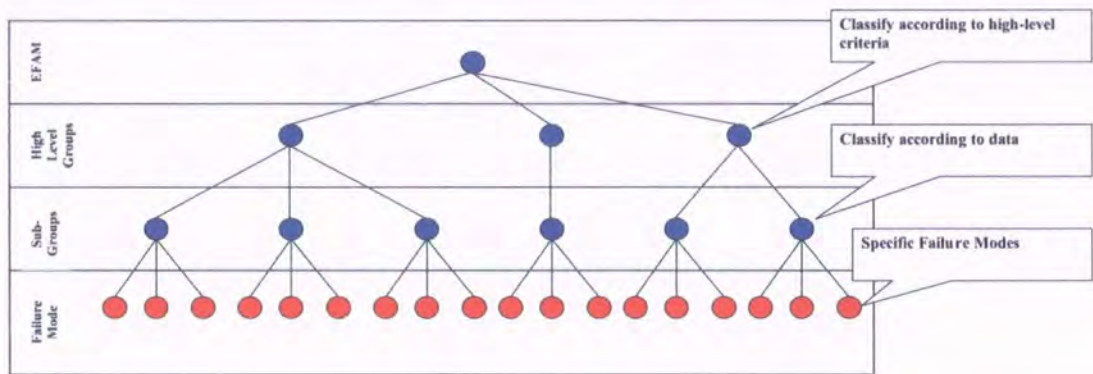 Classify according to high-level
criteria
EFAM
High
Level
Groups
Classify according to data
Sub-
Groups
Specific Failure Modes
Failure
Mode